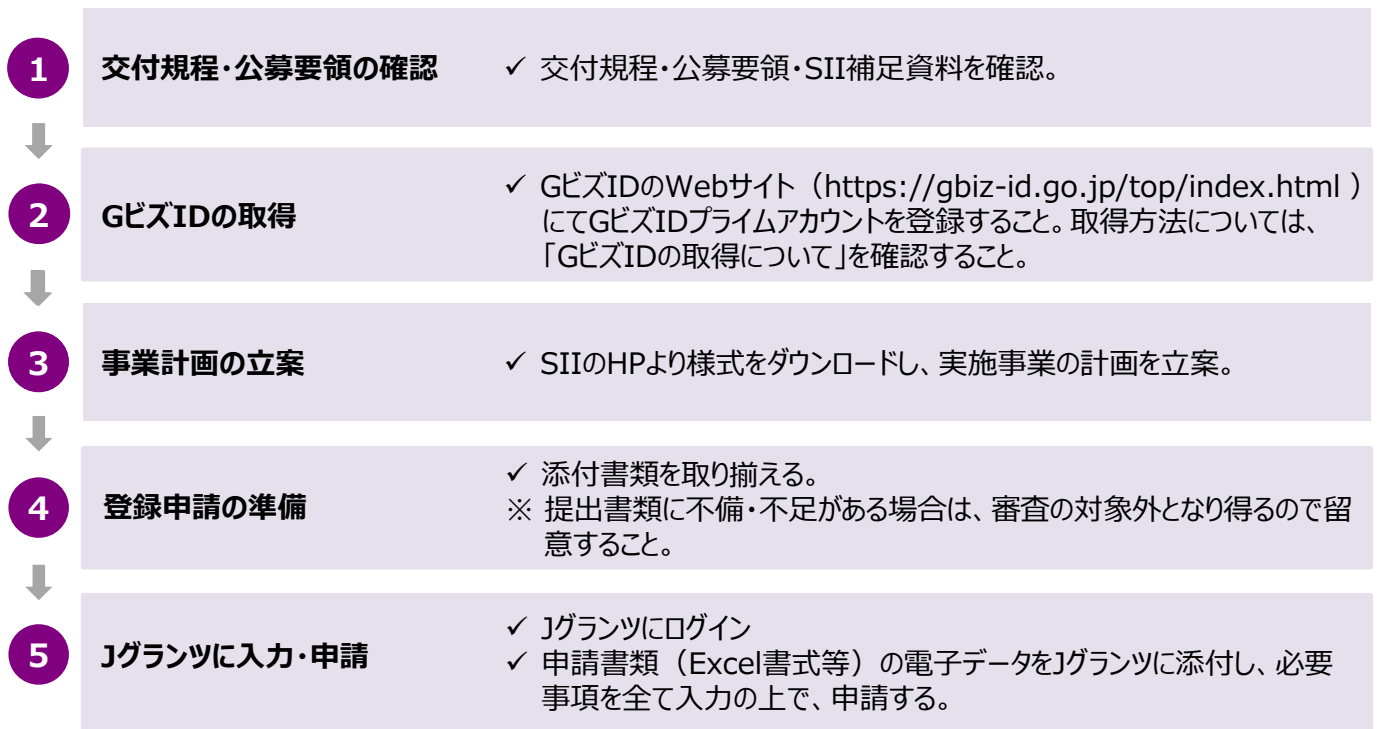 1
交付規程・公募要領の確認
✓ 交付規程・公募要領・SII補足資料を確認。
2
GビズIDの取得
✓ GビズIDのWebサイト（https://gbiz-id.go.jp/top/index.html ）
にてGビズIDプライムアカウントを登録すること。取得方法については、
「GビズIDの取得について」を確認すること。
3
事業計画の立案
✓ SIIのHPより様式をダウンロードし、実施事業の計画を立案。
4
登録申請の準備
✓ 添付書類を取り揃える。
※ 提出書類に不備・不足がある場合は、審査の対象外となり得るので留
意すること。
5
Jグランツに入力・申請
✓ Jグランツにログイン
✓ 申請書類（Excel書式等）の電子データをJグランツに添付し、必要
事項を全て入力の上で、申請する。